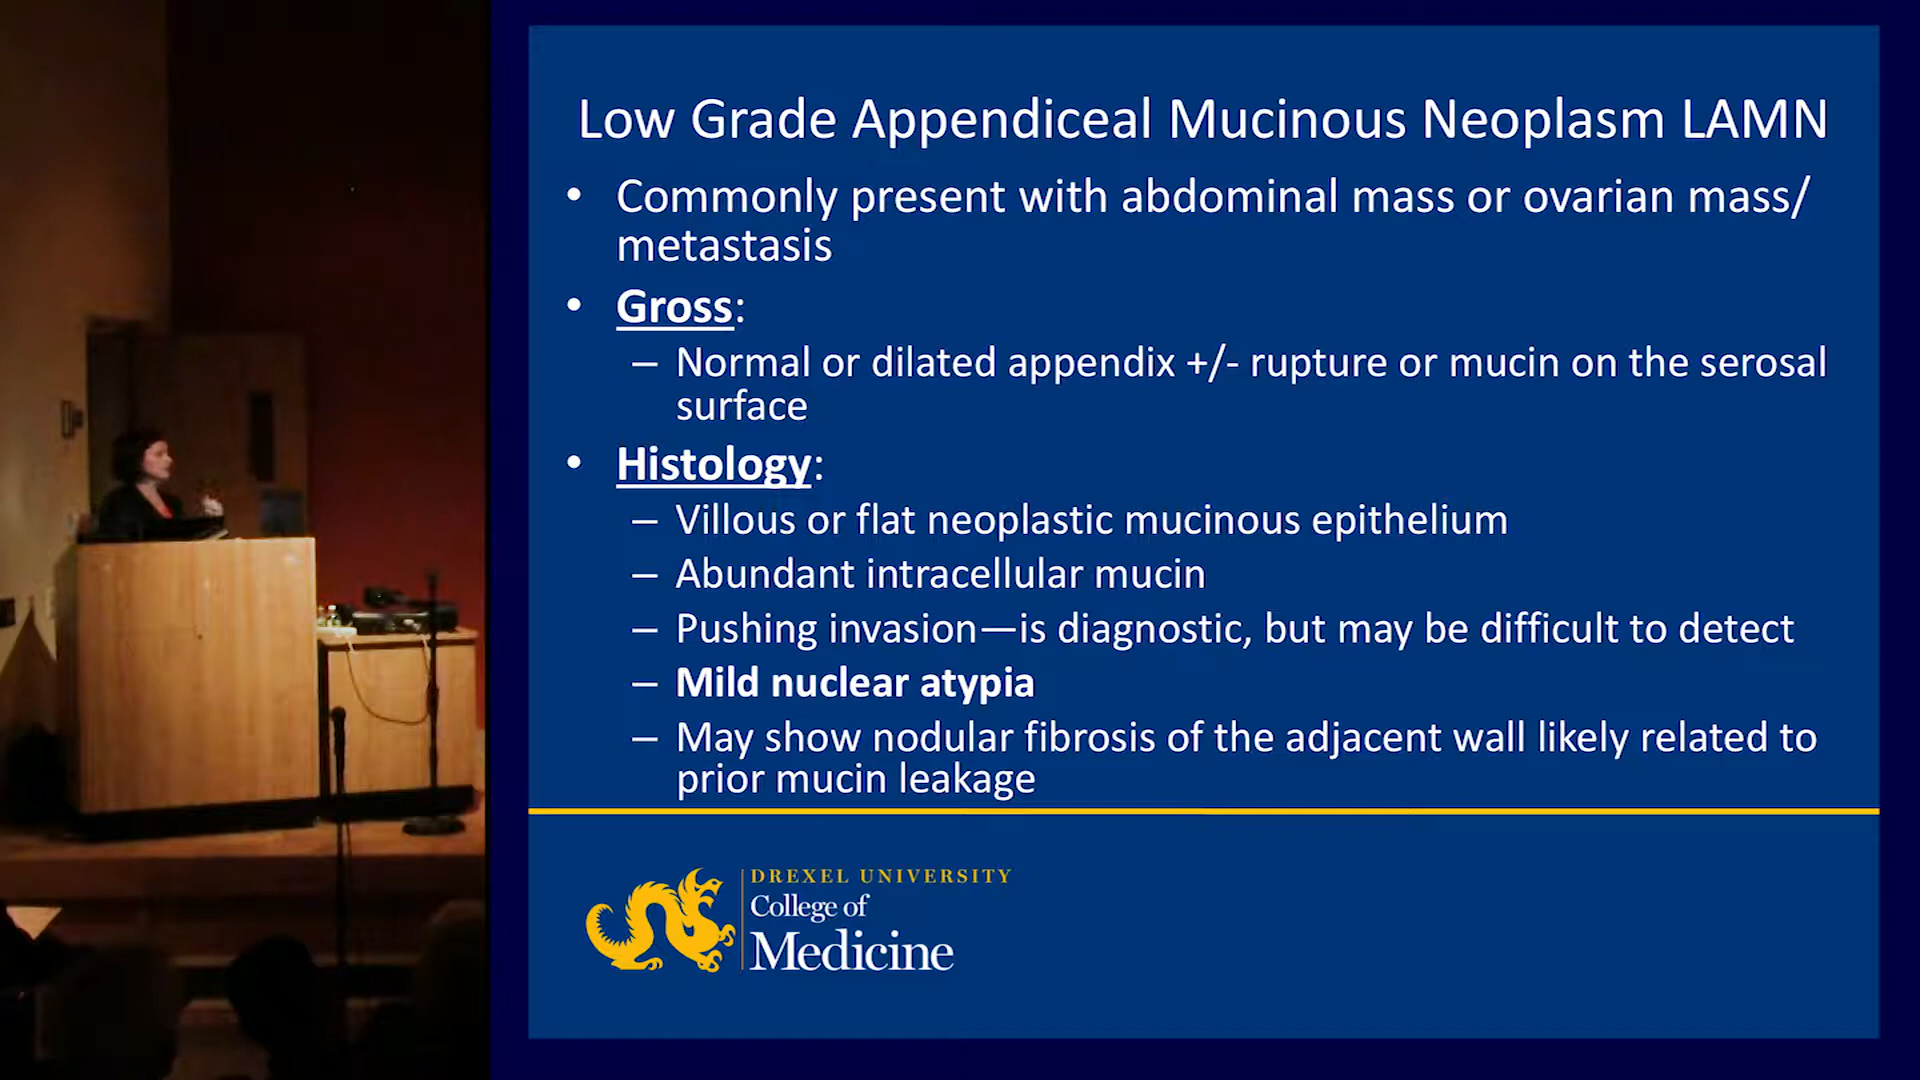 Low Grade Appendiceal Mucinous Neoplasm LAMN
• Commonly present with abdominal mass or ovarian mass/
metastasis
• Gross:
– Normal or dilated appendix +/- rupture or mucin on the serosal
surface
• Histology:
– Villous or flat neoplastic mucinous epithelium
– Abundant intracellular mucin
– Pushing invasion—is diagnostic, but may be difficult to detect
– Mild nuclear atypia
– May show nodular fibrosis of the adjacent wall likely related to
prior mucin leakage
DREXEL UNIVERSITY
College of
Medicine